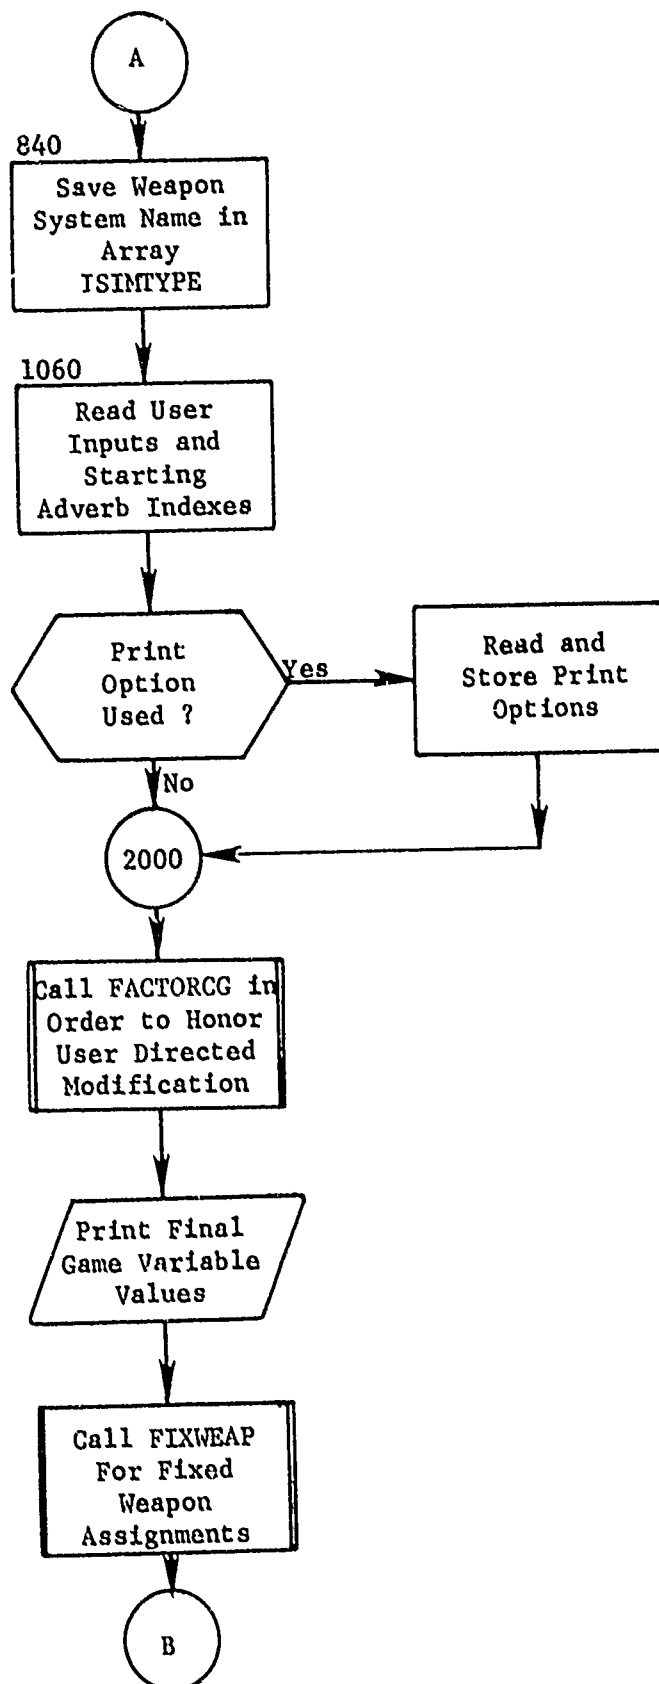 A
840
Save Weapon
System Name in
Array
ISIMTYPE
1060
Read User
Inputs and
Starting
Adverb Indexes
Print
Option
Used ?
Yes
Read and
Store Print
Options
No
2000
Call FACTORCG in
Order to Honor
User Directed
Modification
Print Final
Game Variable
Values
Call FIXWEAP
For Fixed
Weapon
Assignments
B